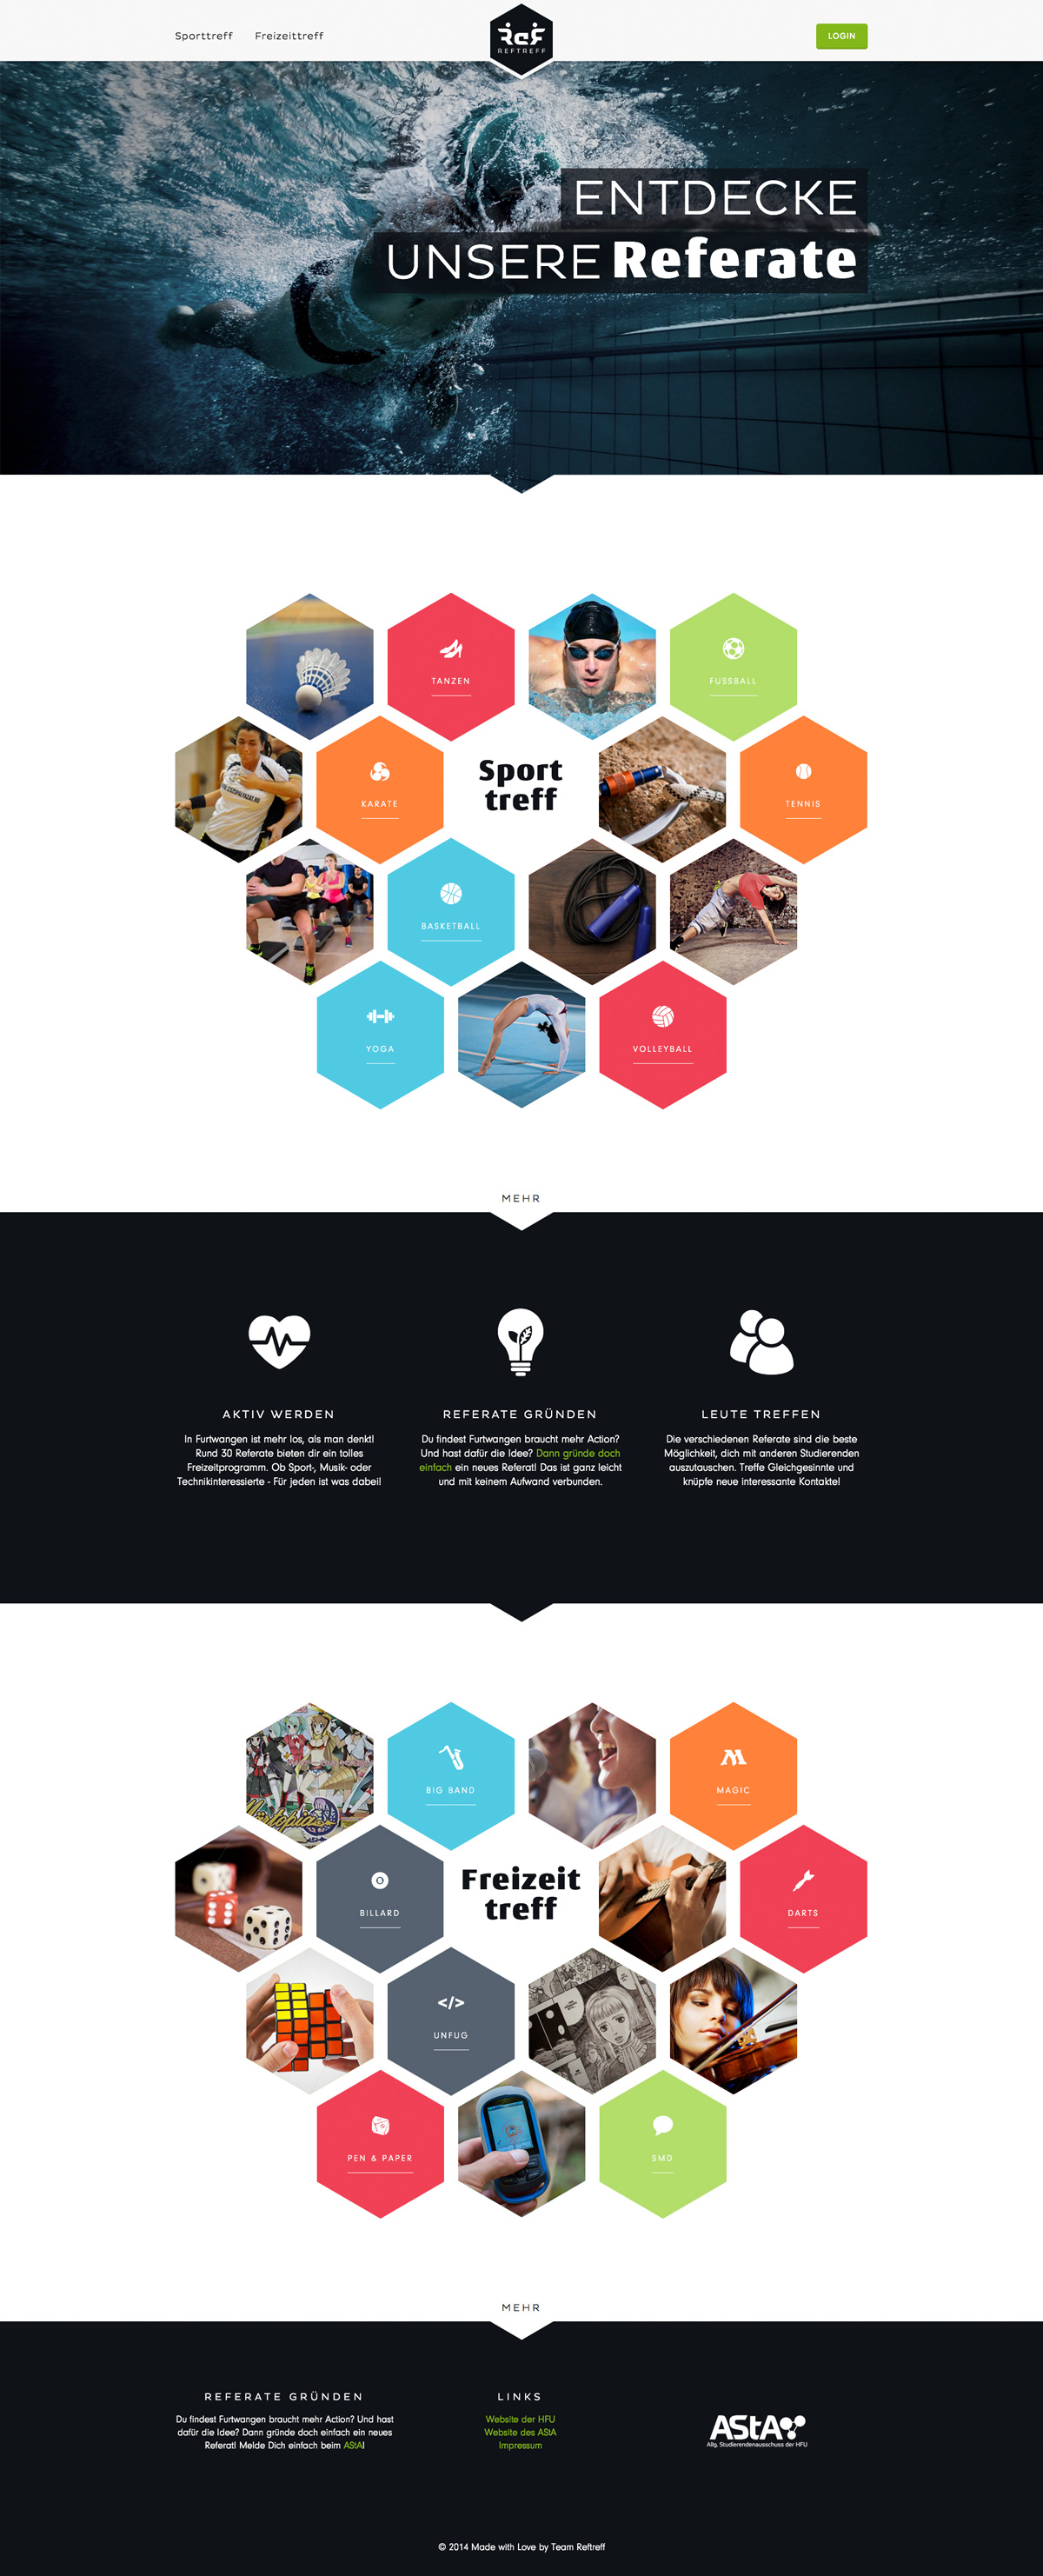 Sporttreff
Freizeittreff
REFTREFF
LOGIN
ENTDECKE
UNSERE Referate
TANZEN
FUSSBALL
KARATE
Sport
treff
TENNIS
BASKETBALL
YOGA
VOLLEYBALL
MEHR
AKTIV WERDEN
In Furtwangen ist mehr los, als man denkt!
Rund 30 Referate bieten dir ein tolles
Freizeitprogramm. Ob Sport-, Musik- oder
Technikinteressierte - Für jeden ist was dabei!
REFERATE GRÜNDEN
Du findest Furtwangen braucht mehr Action?
Und hast dafür die Idee? Dann gründe doch
einfach ein neues Referat! Das ist ganz leicht
und mit keinem Aufwand verbunden.
LEUTE TREFFEN
Die verschiedenen Referate sind die beste
Möglichkeit, dich mit anderen Studierenden
auszutauschen. Treffe Gleichgesinnte und
knüpfe neue interessante Kontakte!
BIG BAND
MAGIC
BILLARD
Freizeit
treff
DARTS
</>
UNFUG
PEN & PAPER
SMD
MEHR
REFERATE GRÜNDEN
Du findest Furtwangen braucht mehr Action? Und hast
dafür die Idee? Dann gründe doch einfach ein neues
Referat! Melde Dich einfach beim AStA!
LINKS
Website der HFU
Website des AStA
Impressum
AStA
Allg. Studierendenausschuss der HFU
© 2014 Made with Love by Team Reftreff